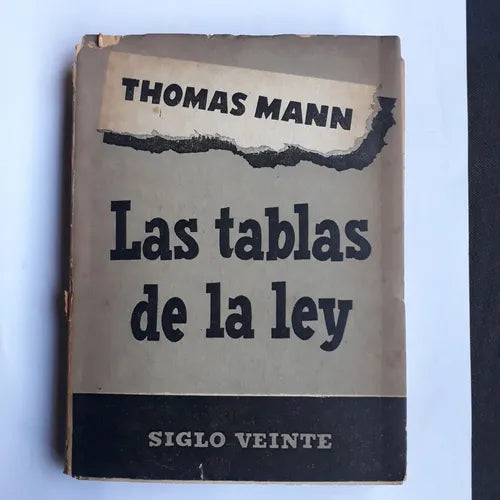 THOMAS MANN
Las tablas
de la ley
SIGLO VEINTE